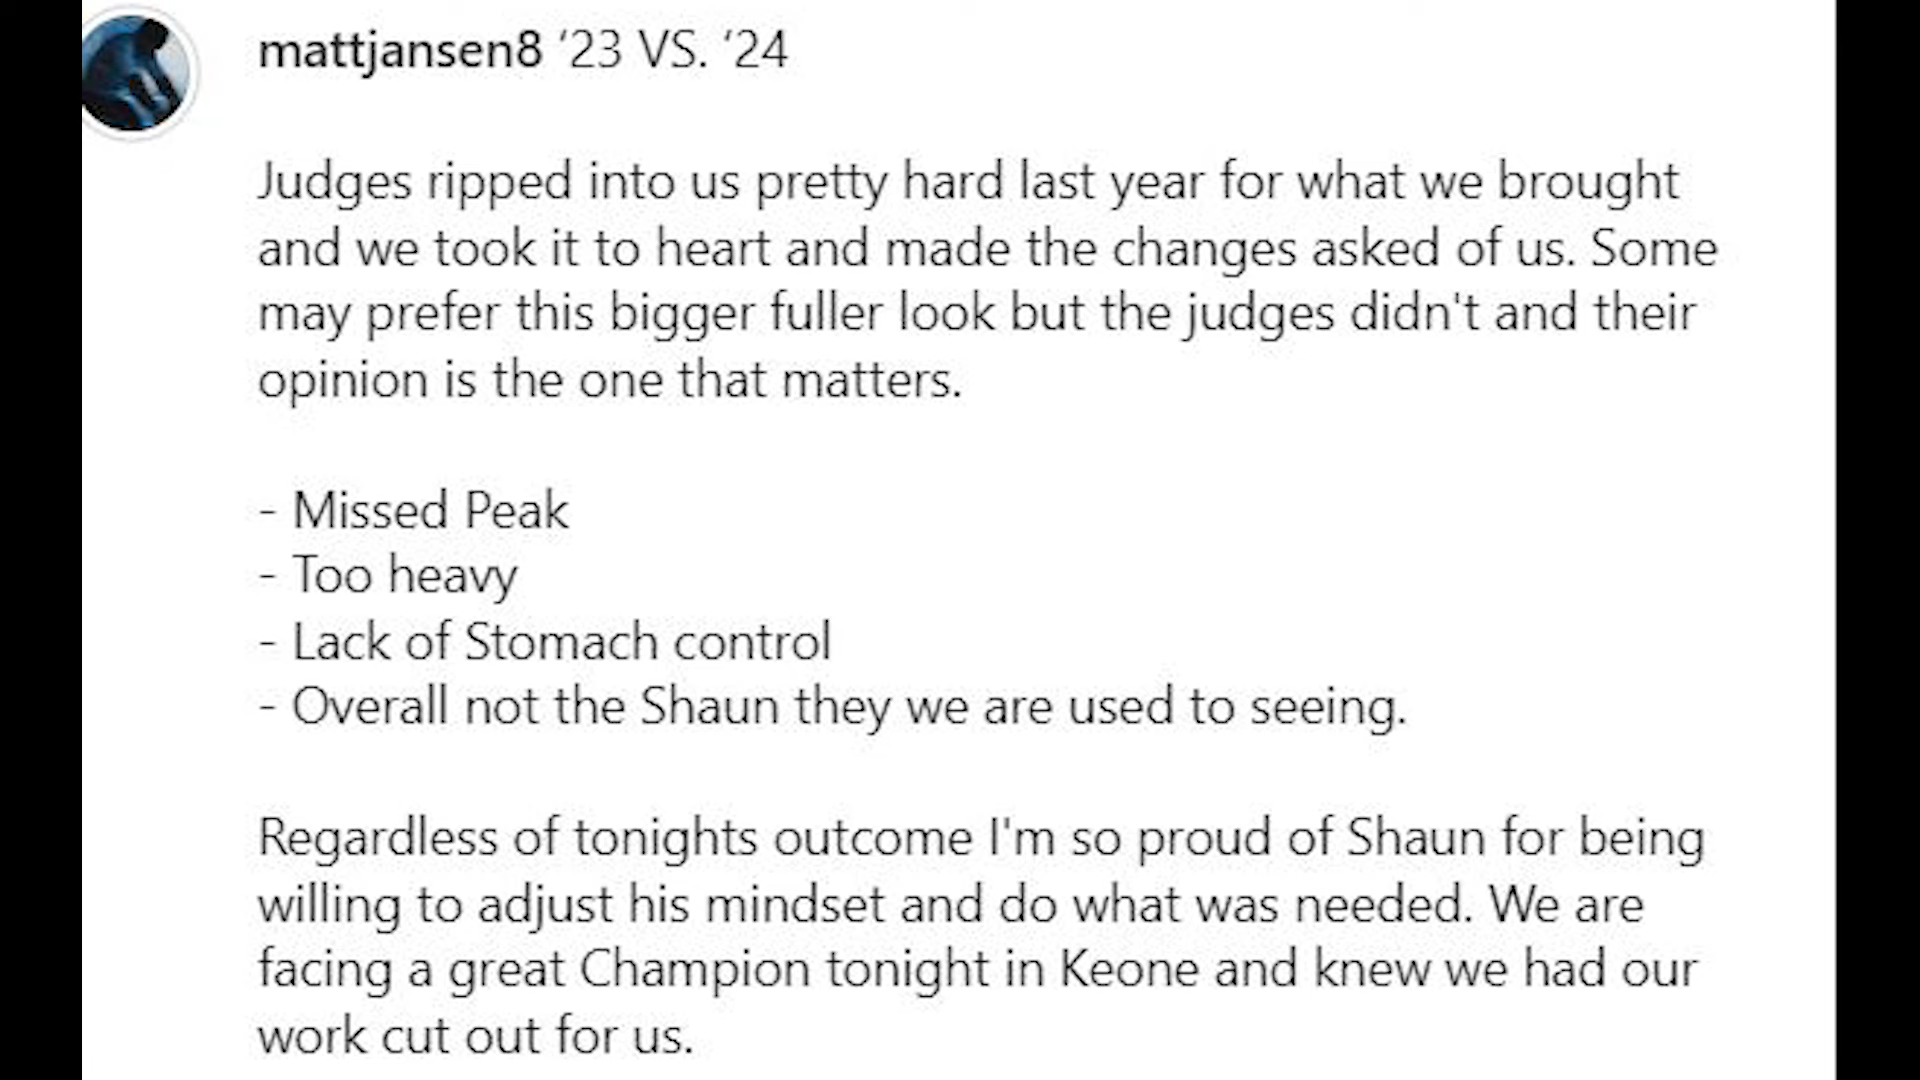 mattjansen8 ‘23 VS. ‘24
Judges ripped into us pretty hard last year for what we brought
and we took it to heart and made the changes asked of us. Some
may prefer this bigger fuller look but the judges didn't and their
opinion is the one that matters.
- Missed Peak
- Too heavy
- Lack of Stomach control
- Overall not the Shaun they we are used to seeing.
Regardless of tonights outcome I'm so proud of Shaun for being
willing to adjust his mindset and do what was needed. We are
facing a great Champion tonight in Keone and knew we had our
work cut out for us.